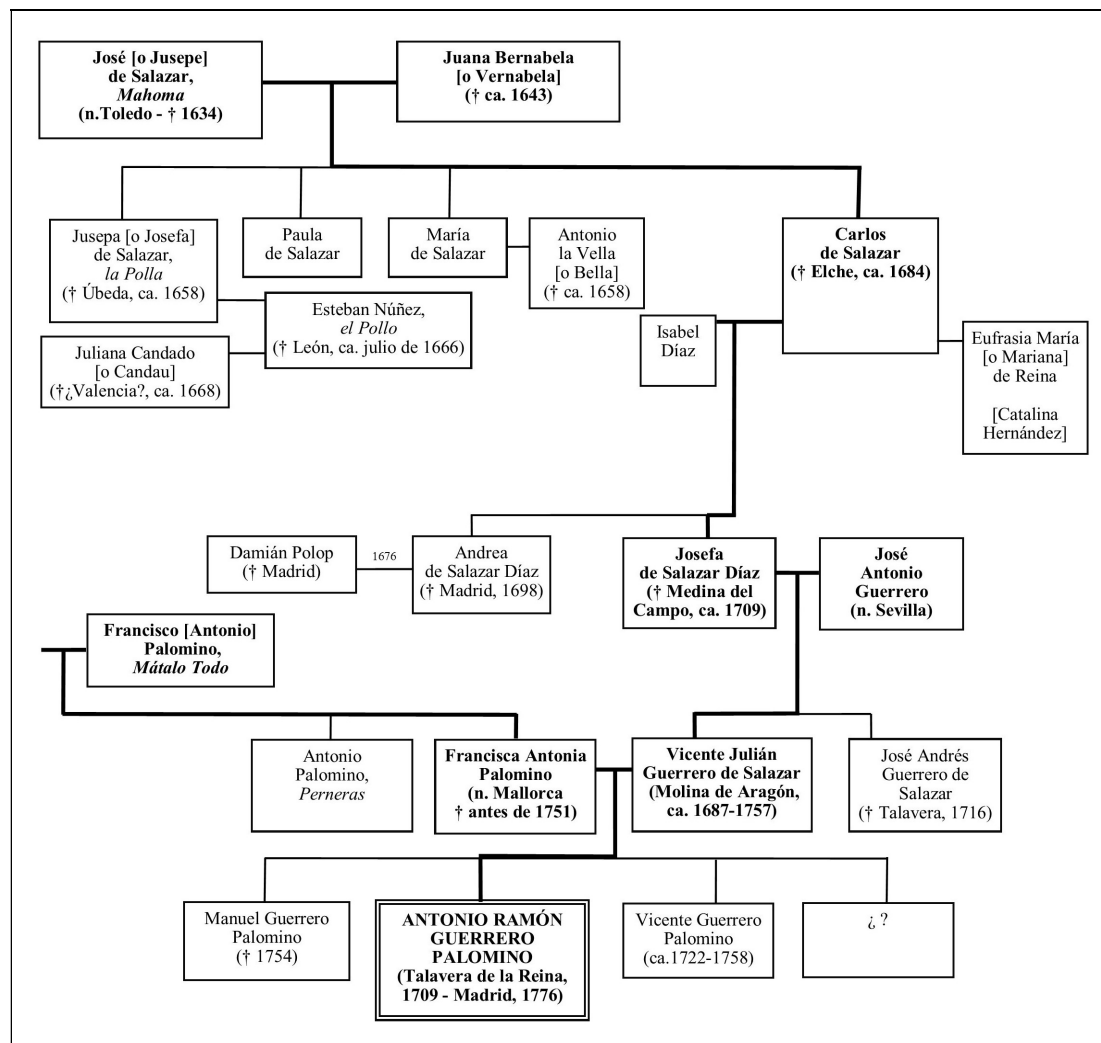 José [o Jusepe]
de Salazar,
Mahoma
(n.Toledo - † 1634)
Juana Bernabela
[o Vernabela]
(† ca. 1643)
Jusepa [o Josefa]
de Salazar,
la Polla
(† Úbeda, ca. 1658)
Paula
de Salazar
María
de Salazar
Antonio
la Vella
[o Bella]
(† ca. 1658)
Carlos
de Salazar
(† Elche, ca. 1684)
Esteban Núñez,
el Pollo
(† León, ca. julio de 1666)
Juliana Candado
[o Candau]
(†¿Valencia?, ca. 1668)
Isabel
Díaz
Eufrasia María
[o Mariana]
de Reina
[Catalina
Hernández]
Damián Polop
(† Madrid)
1676
Andrea
de Salazar Díaz
(† Madrid, 1698)
Josefa
de Salazar Díaz
(† Medina del
Campo, ca. 1709)
José
Antonio
Guerrero
(n. Sevilla)
Francisco [Antonio]
Palomino,
Mátalo Todo
Antonio
Palomino,
Perneras
Francisca Antonia
Palomino
(n. Mallorca
† antes de 1751)
Vicente Julián
Guerrero de Salazar
(Molina de Aragón,
ca. 1687-1757)
José Andrés
Guerrero de
Salazar
(† Talavera, 1716)
Manuel Guerrero
Palomino
(† 1754)
ANTONIO RAMÓN
GUERRERO
PALOMINO
(Talavera de la Reina,
1709 - Madrid, 1776)
Vicente Guerrero
Palomino
(ca.1722-1758)
¿ ?